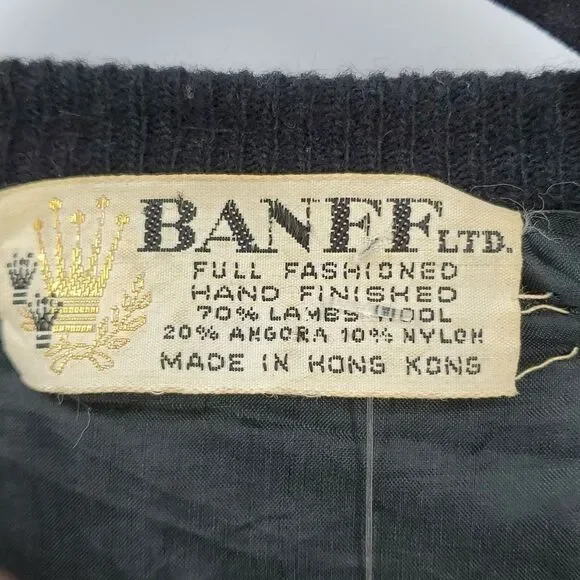 BANFF LTD.
FULL FASHIONED
HAND FINISHED
70% LAMBS WOOL
20% ANGORA 10% NYLON
MADE IN HONG KONG